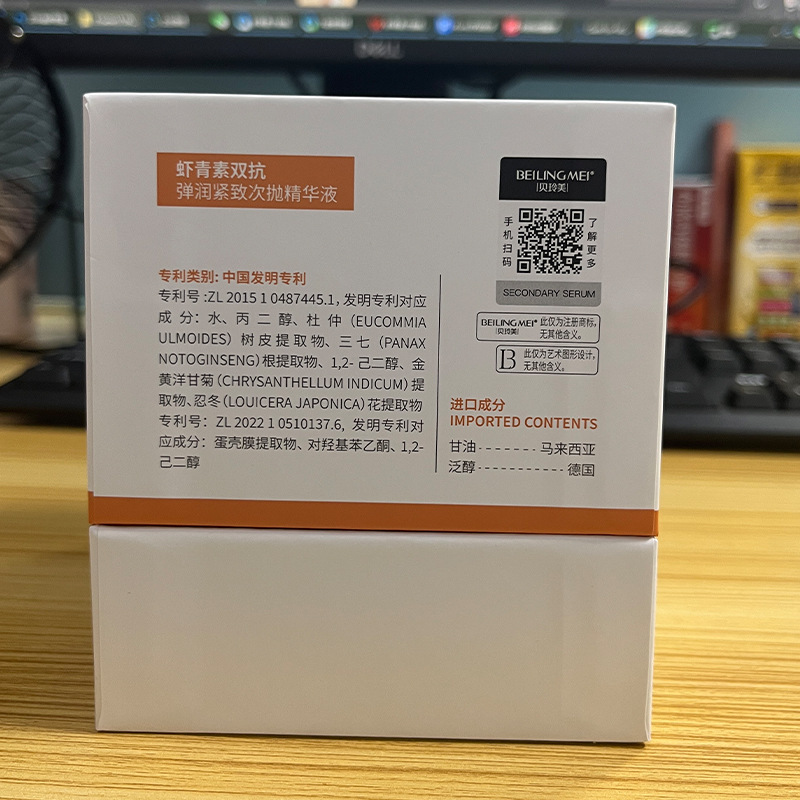 DELL
虾青素双抗
弹润紧致次抛精华液
专利类别: 中国发明专利
专利号 :ZL 2015 1 0487445.1, 发明专利对应
成分: 水、丙二醇、杜仲 (EUCOMMIA
ULMOIDES) 树皮提取物、三七 (PANAX
NOTOGINSENG) 根提取物、1,2- 己二醇、金
黄洋甘菊 (CHRYSANTHELLUM INDICUM) 提
取物、忍冬 (LOUICERA JAPONICA) 花提取物
专利号: ZL 2022 1 0510137.6, 发明专利对
应成分: 蛋壳膜提取物、对羟基苯乙酮、1,2-
己二醇
BEILINGMEI®
贝玲美
手机扫码
了解更多
SECONDARY SERUM
BEILINGMEI® 此仅为注册商标,
贝玲美 无其他含义。
B 此仅为艺术图形设计,
无其他含义。
进口成分
IMPORTED CONTENTS
甘油-------马来西亚
泛醇------------德国